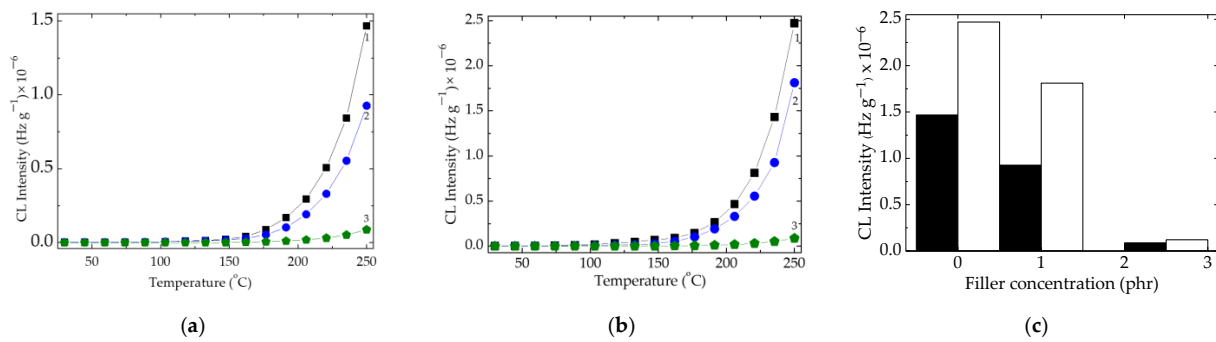 1.5
1.0
0.5
0.0
CL Intensity (Hz g⁻¹) × 10⁻⁶
1
2
3
50 100 150 200 250
Temperature (°C)
(a)
2.5
2.0
1.5
1.0
0.5
0.0
CL Intensity (Hz g⁻¹) × 10⁻⁶
1
2
3
50 100 150 200 250
Temperature (°C)
(b)
2.5
2.0
1.5
1.0
0.5
0.0
CL Intensity (Hz g⁻¹) x 10⁻⁶
0 1 2 3
Filler concentration (phr)
(c)